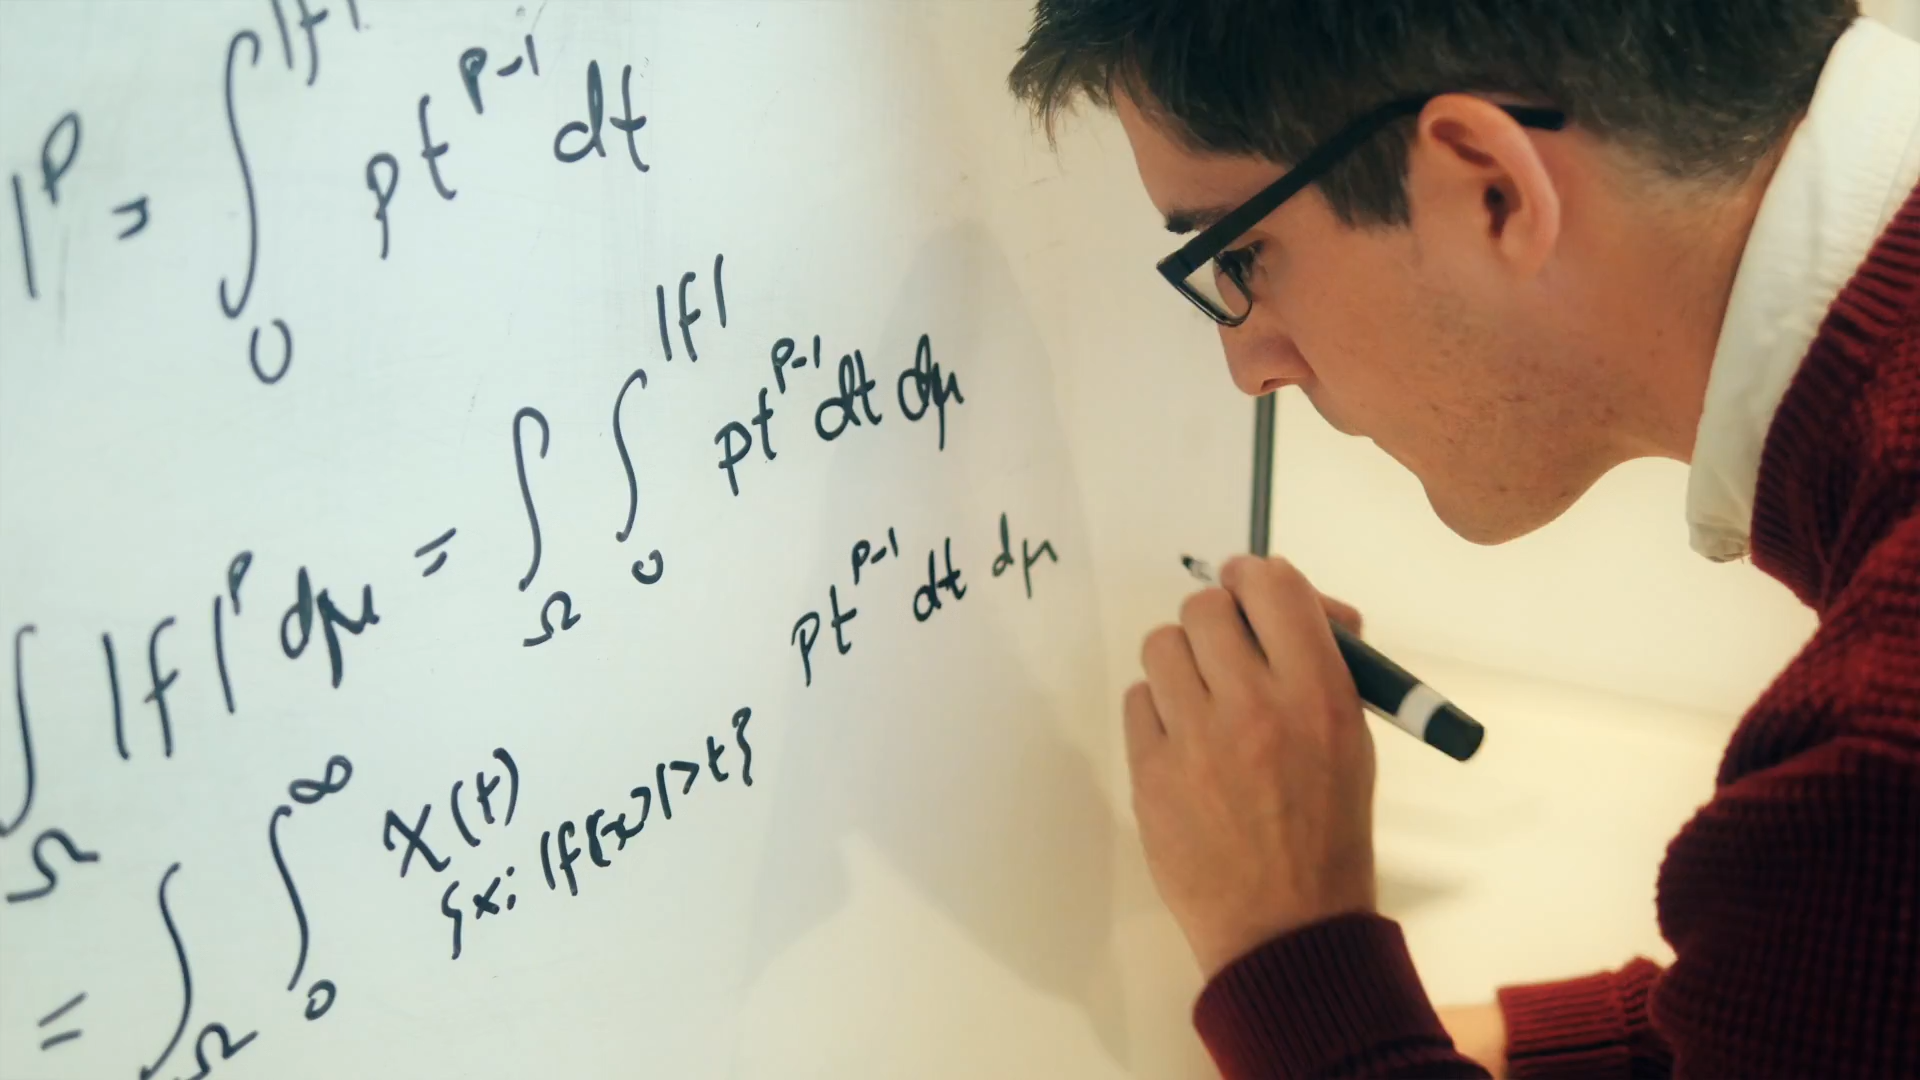 |^p = ∫_0^{|f|} pt^{p-1} dt
∫_Ω |f|^p dμ = ∫_Ω ∫_0^{|f|} pt^{p-1} dt dμ
= ∫_Ω ∫_0^∞ χ(t)_{{x: |f(x)|>t}} pt^{p-1} dt dμ